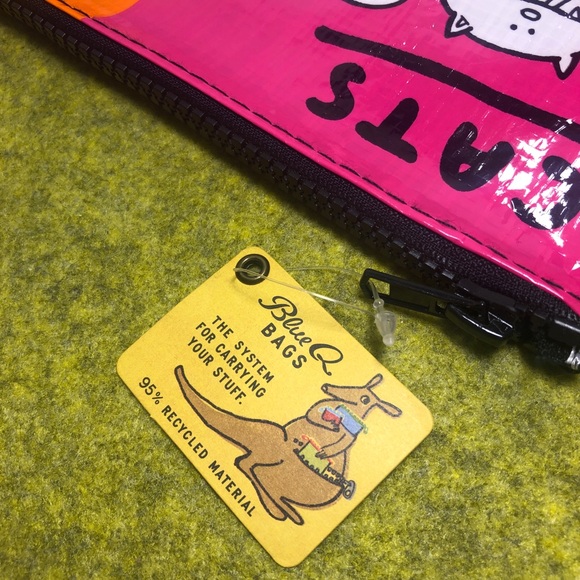 Blue Q
BAGS
THE SYSTEM
FOR CARRYING
YOUR STUFF.
95% RECYCLED MATERIAL